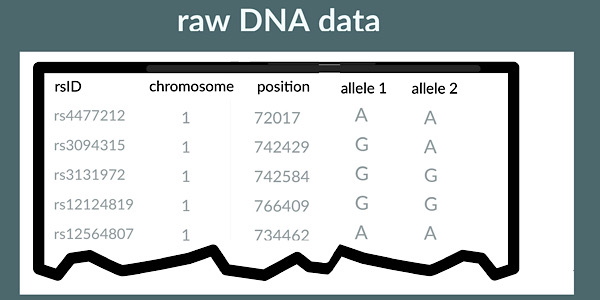 raw DNA data
rsID chromosome position allele 1 allele 2
rs4477212 1 72017 A A
rs3094315 1 742429 G A
rs3131972 1 742584 G G
rs12124819 1 766409 G G
rs12564807 1 734462 A A